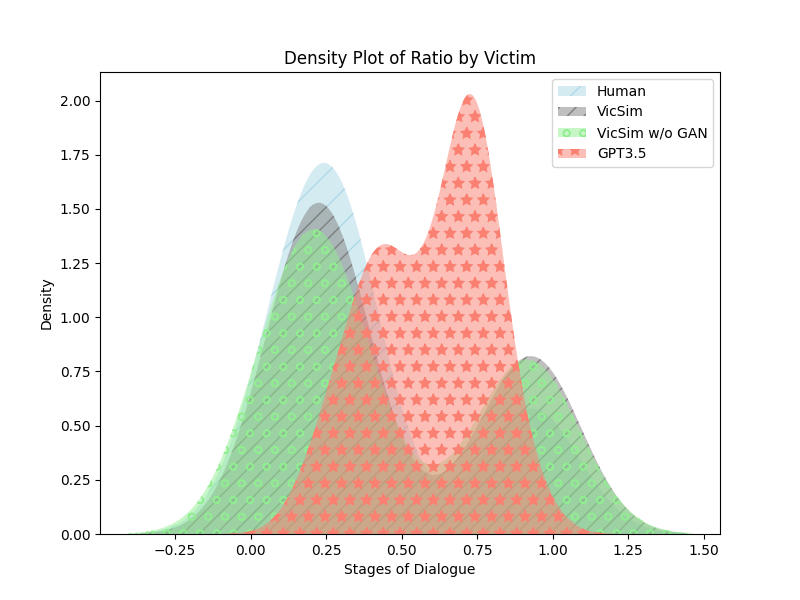 Density Plot of Ratio by Victim
Human
VicSim
VicSim w/o GAN
GPT3.5
2.00
1.75
1.50
1.25
1.00
0.75
0.50
0.25
0.00
Density
−0.25 0.00 0.25 0.50 0.75 1.00 1.25 1.50
Stages of Dialogue